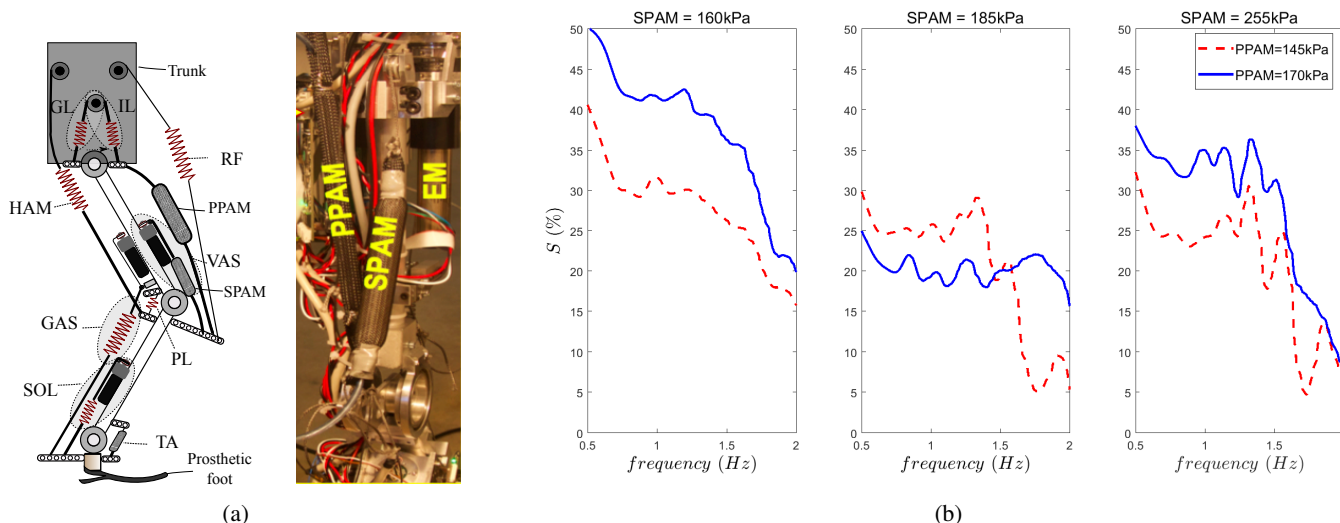 Trunk
GL
IL
RF
HAM
PPAM
VAS
SPAM
GAS
PL
SOL
TA
Prosthetic
foot
(a)
PPAM
SPAM
EM
SPAM = 160kPa
50
45
40
35
30
25
20
15
10
5
0
S (%)
0.5 1 1.5 2
frequency (Hz)
SPAM = 185kPa
50
45
40
35
30
25
20
15
10
5
0
0.5 1 1.5 2
frequency (Hz)
SPAM = 255kPa
PPAM=145kPa
PPAM=170kPa
50
45
40
35
30
25
20
15
10
5
0
0.5 1 1.5
frequency (Hz)
(b)